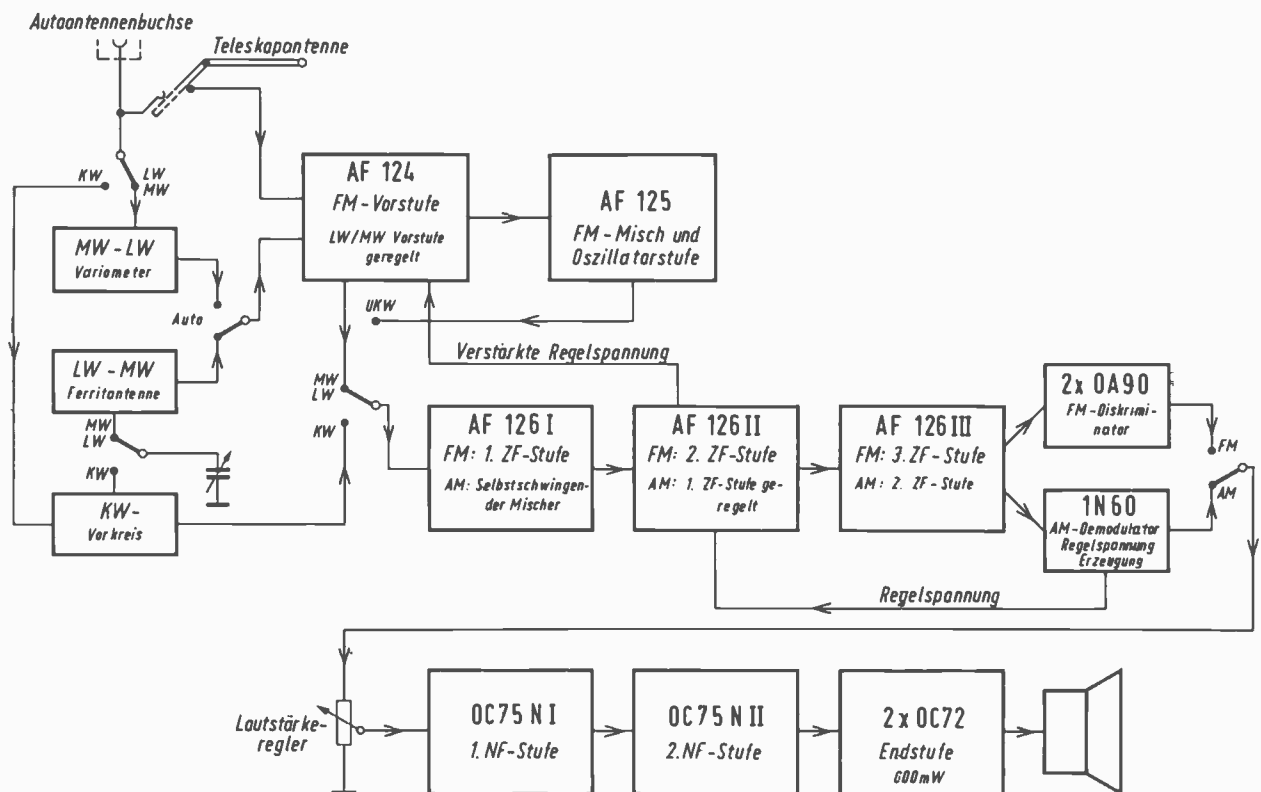 Autoantennenbuchse
Teleskopantenne
KW
LW
MW
MW-LW
Variometer
Auto
LW-MW
Ferritantenne
MW
LW
KW
KW-
Vorkreis
AF 124
FM-Vorstufe
LW/MW Vorstufe
geregelt
AF 125
FM-Misch und
Oszillatorstufe
UKW
Verstärkte Regelspannung
MW
LW
KW
AF 126 I
FM: 1. ZF-Stufe
AM: Selbstschwingen-
der Mischer
AF 126 II
FM: 2. ZF-Stufe
AM: 1. ZF-Stufe ge-
regelt
AF 126 III
FM: 3. ZF-Stufe
AM: 2. ZF-Stufe
2x OA90
FM-Diskrimi-
nator
1N60
AM-Demodulator
Regelspannung
Erzeugung
FM
AM
Regelspannung
Lautstärke-
regler
OC75 N I
1. NF-Stufe
OC75 N II
2. NF-Stufe
2 x OC72
Endstufe
600mW